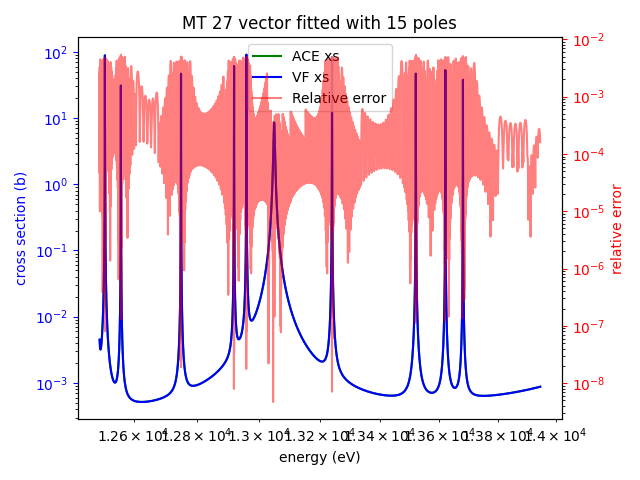 MT 27 vector fitted with 15 poles
ACE xs
VF xs
Relative error
10²
10¹
10⁰
10⁻¹
10⁻²
10⁻³
cross section (b)
10⁻²
10⁻³
10⁻⁴
10⁻⁵
10⁻⁶
10⁻⁷
10⁻⁸
relative error
1.26 × 10⁴ 1.28 × 10⁴ 1.3 × 10⁴ 1.32 × 10⁴ 1.34 × 10⁴ 1.36 × 10⁴ 1.38 × 10⁴ 1.4 × 10⁴
energy (eV)